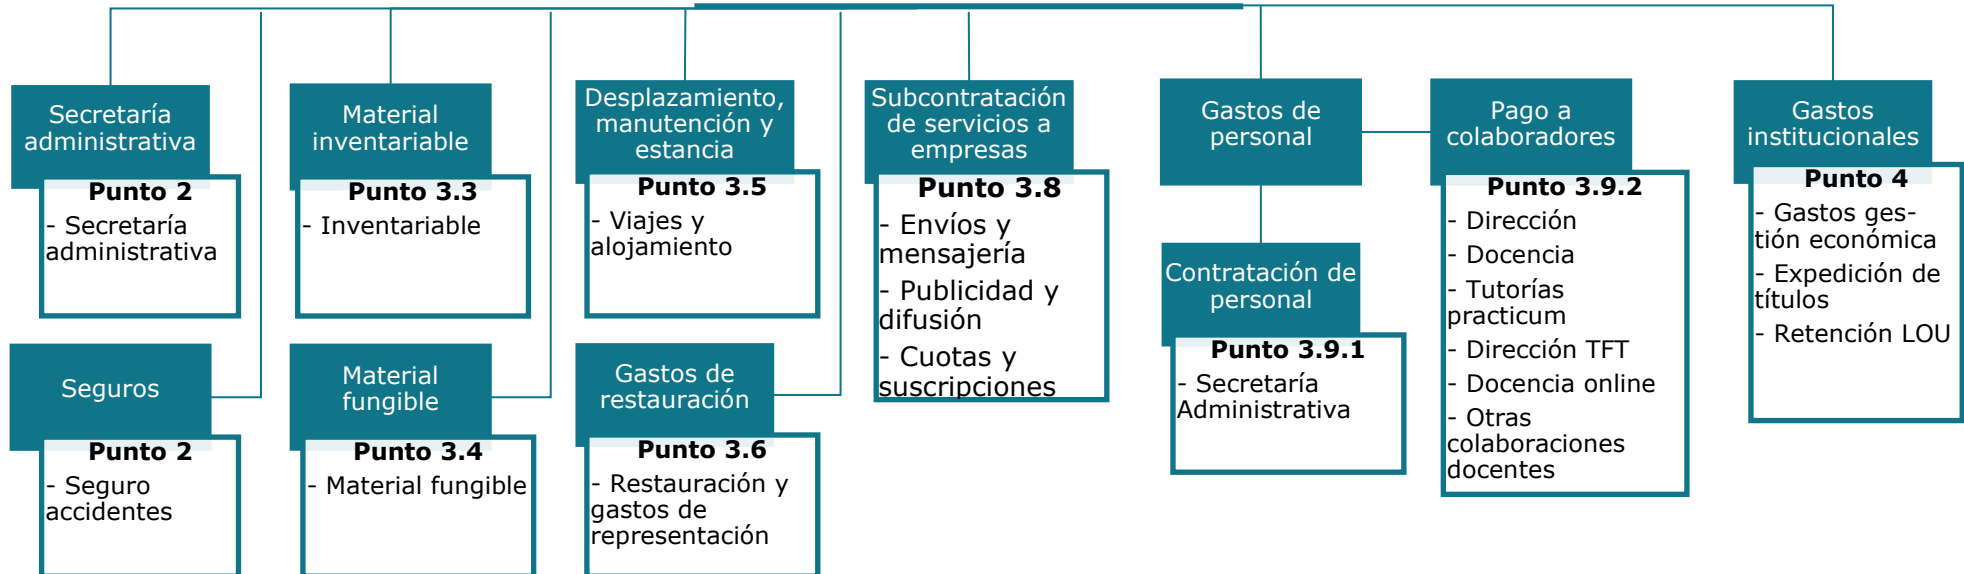 Secretaría
administrativa
Punto 2
- Secretaría
administrativa
Seguros
Punto 2
- Seguro
accidentes
Material
inventariable
Punto 3.3
- Inventariable
Material
fungible
Punto 3.4
- Material fungible
Desplazamiento,
manutención y
estancia
Punto 3.5
- Viajes y
alojamiento
Gastos de
restauración
Punto 3.6
- Restauración y
gastos de
representación
Subcontratación
de servicios a
empresas
Punto 3.8
- Envíos y
mensajería
- Publicidad y
difusión
- Cuotas y
suscripciones
Gastos de
personal
Contratación de
personal
Punto 3.9.1
- Secretaría
Administrativa
Pago a
colaboradores
Punto 3.9.2
- Dirección
- Docencia
- Tutorías
practicum
- Dirección TFT
- Docencia online
- Otras
colaboraciones
docentes
Gastos
institucionales
Punto 4
- Gastos ges-
tión económica
- Expedición de
títulos
- Retención LOU